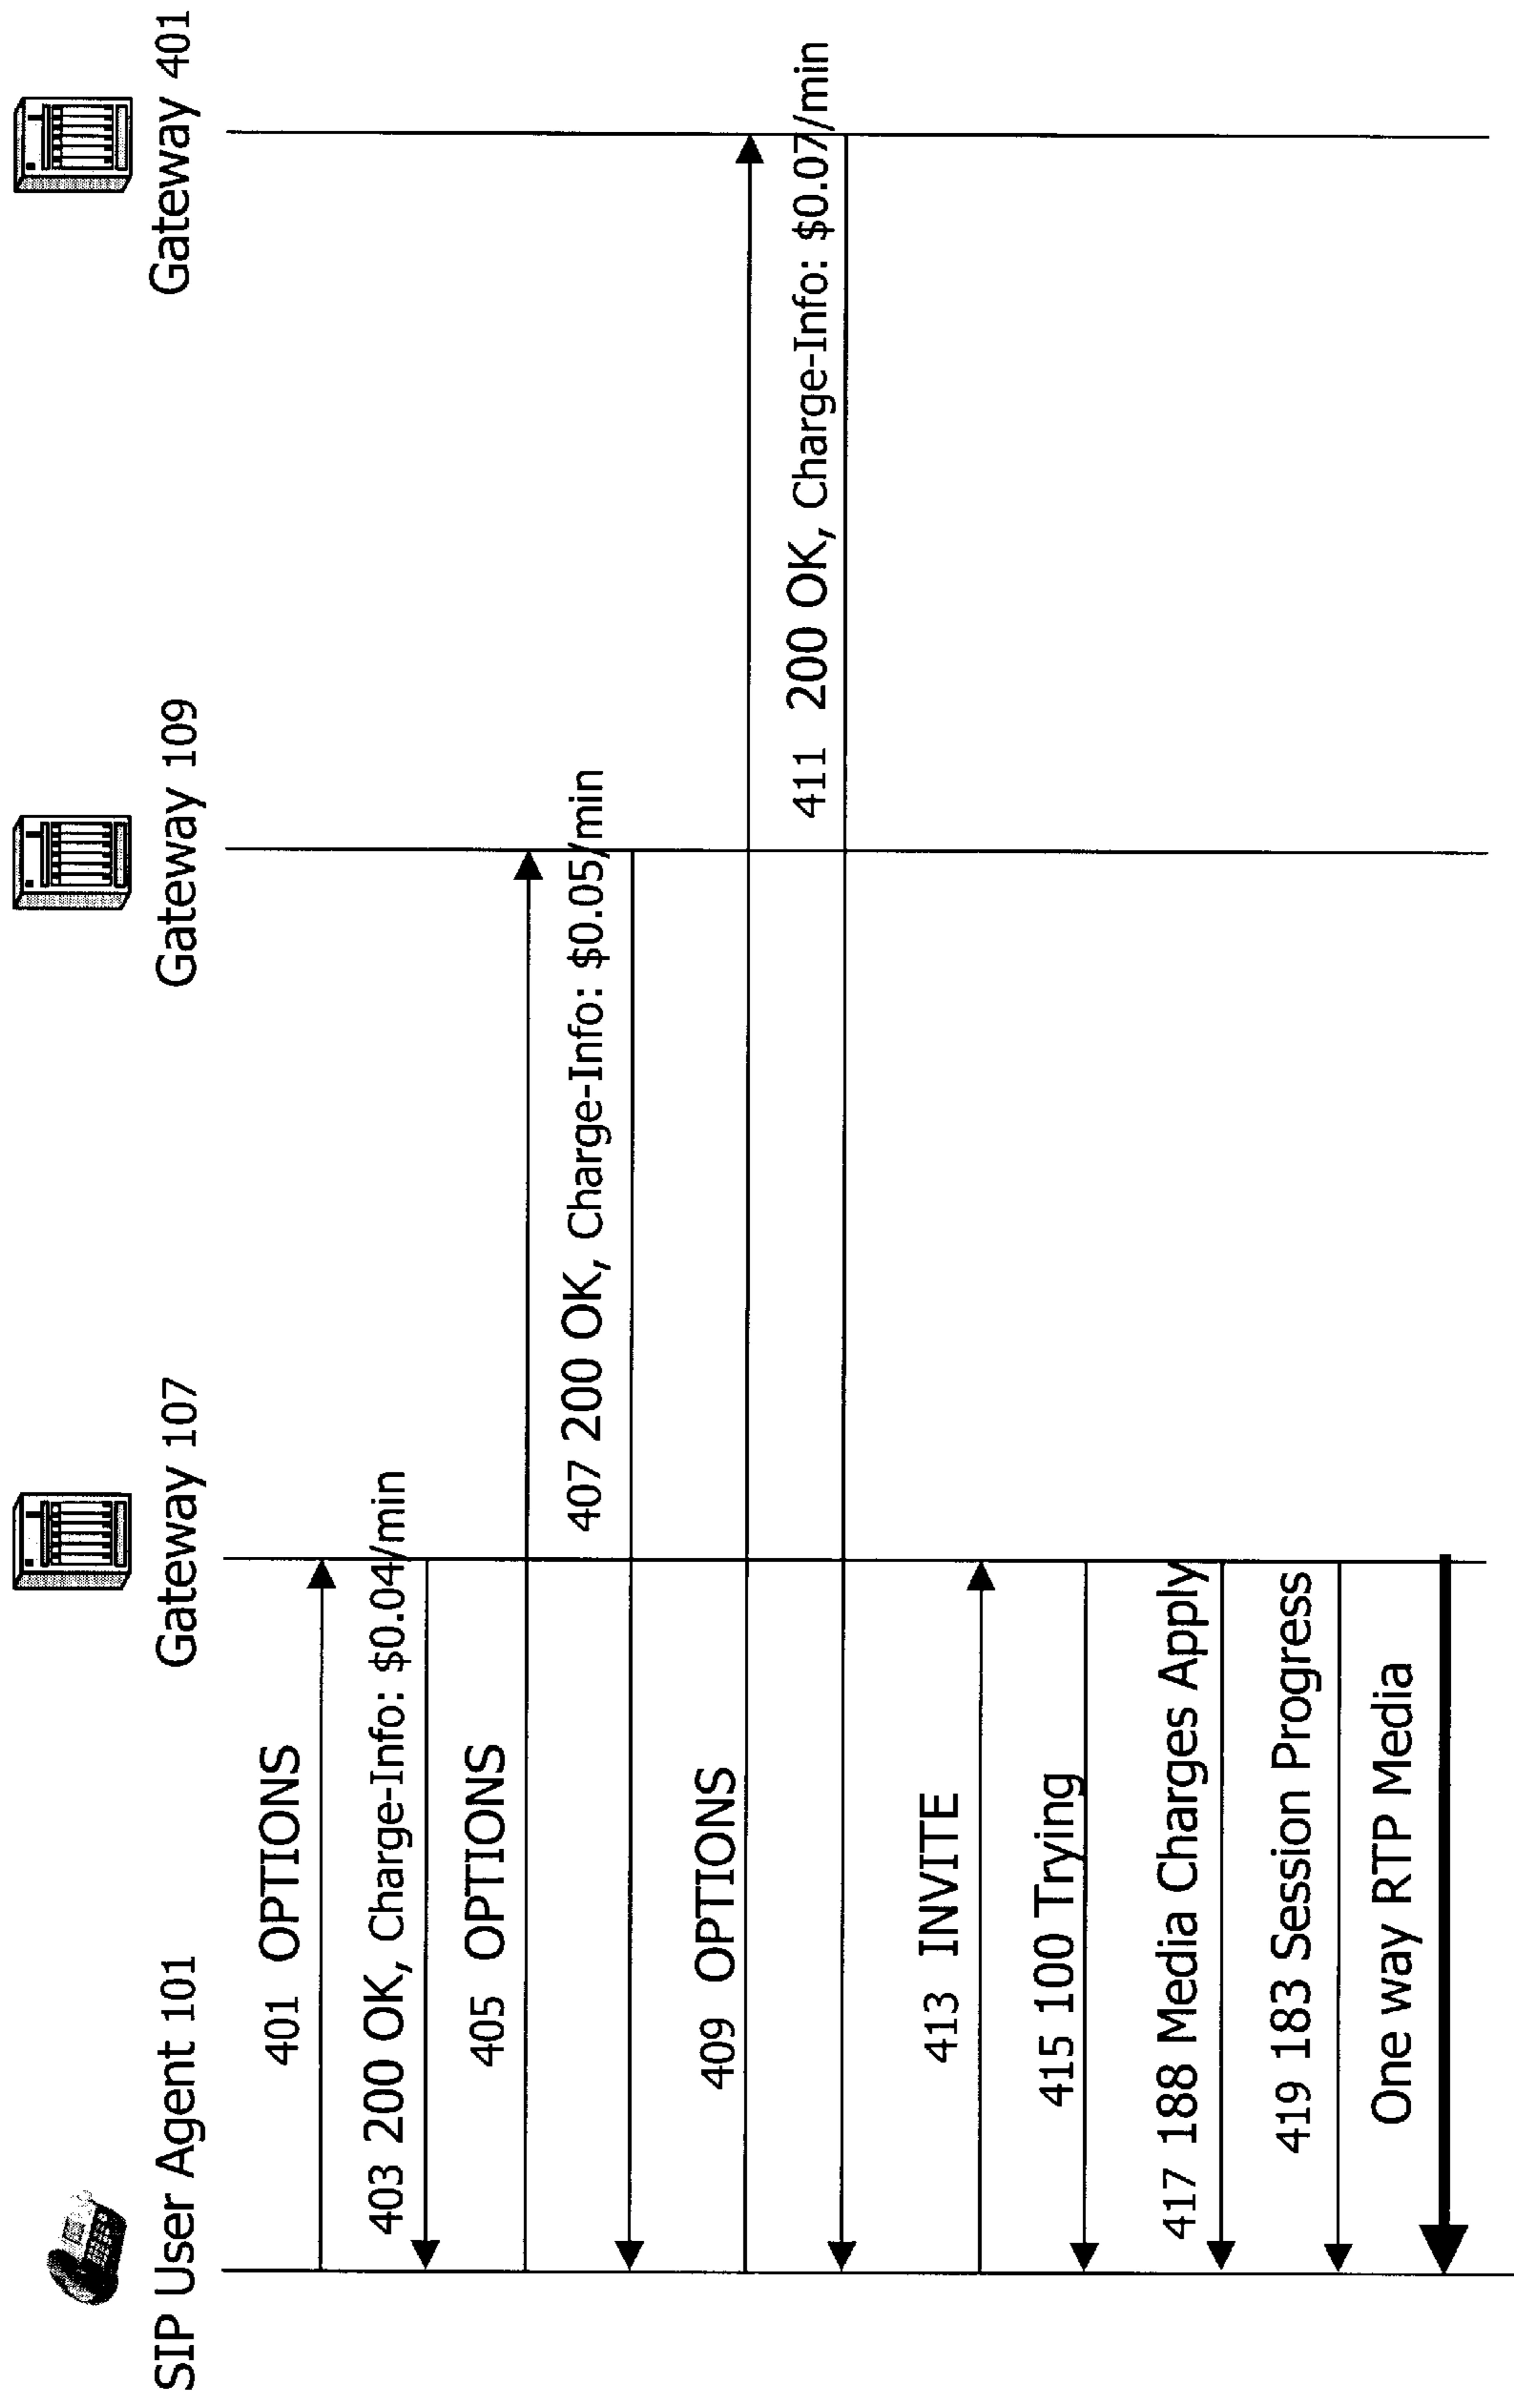 SIP User Agent 101
Gateway 107
Gateway 109
Gateway 401
401 OPTIONS
403 200 OK, Charge-Info: $0.04/min
405 OPTIONS
407 200 OK, Charge-Info: $0.05/min
409 OPTIONS
411 200 OK, Charge-Info: $0.07/min
413 INVITE
415 100 Trying
417 188 Media Charges Apply
419 183 Session Progress
One way RTP Media